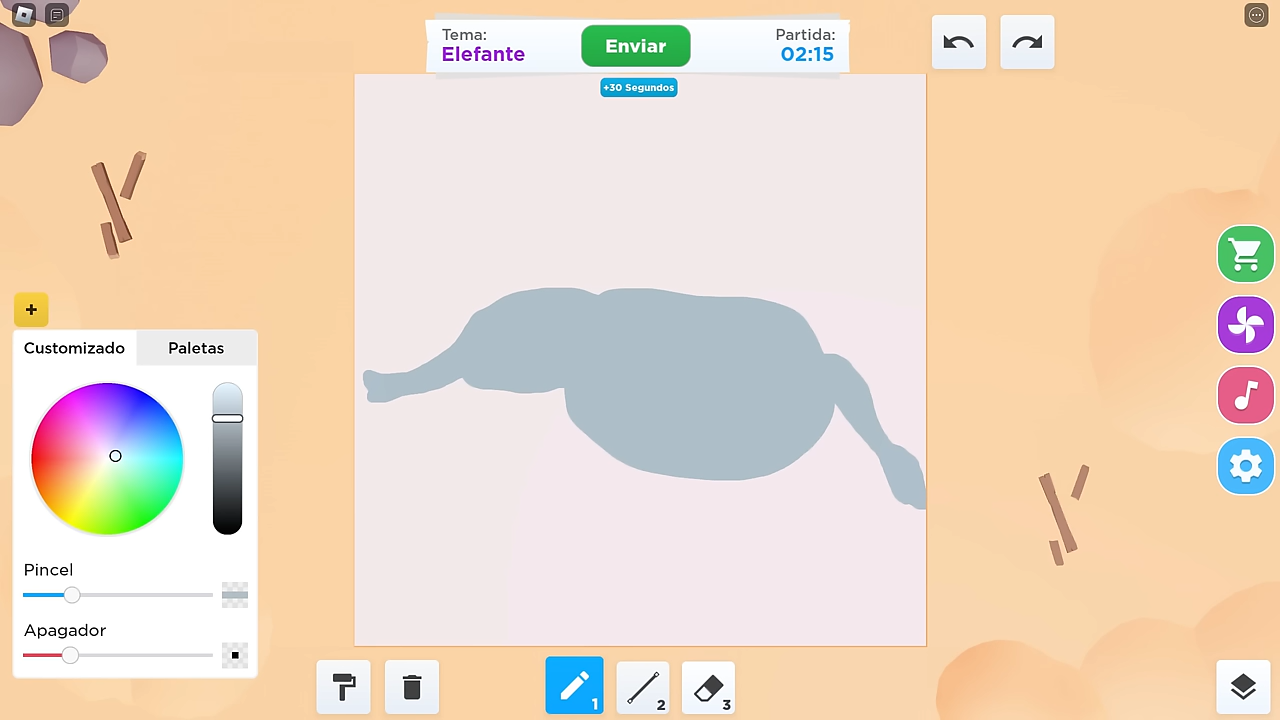 Tema:
Elefante
Enviar
Partida:
02:15
+30 Segundos
+
Customizado
Paletas
Pincel
Apagador
1
2
3